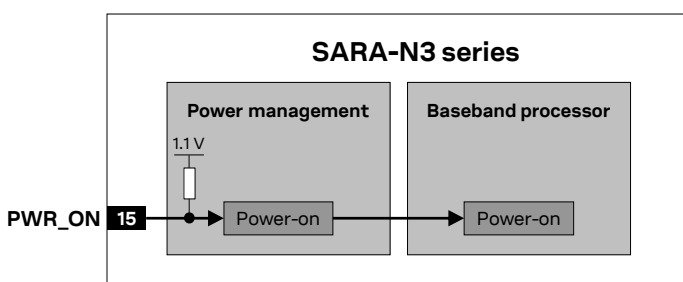 SARA-N3 series
Power management
Baseband processor
1.1 V
PWR_ON 15
Power-on
Power-on